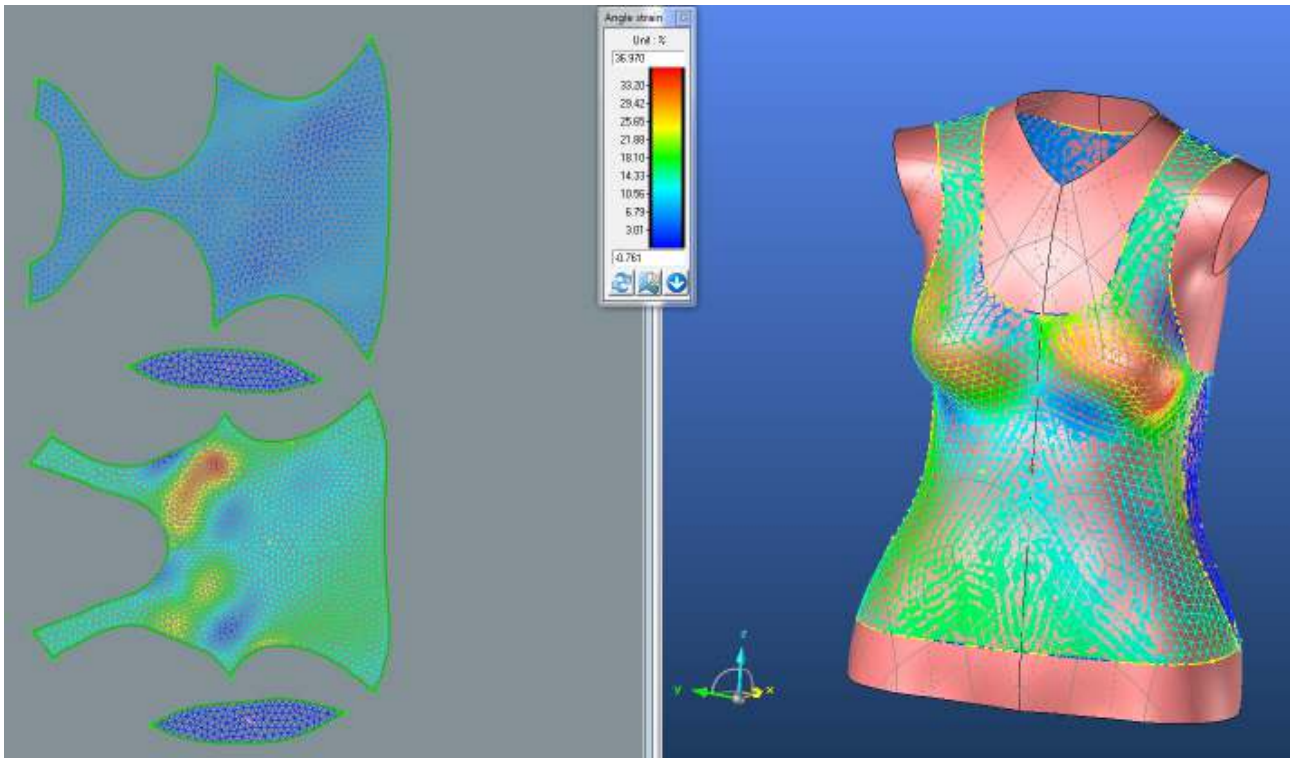 Angle strain
Unit : %
36.970
33.20
29.42
25.65
21.88
18.10
14.33
10.56
6.79
3.01
-0.761
z
y
x